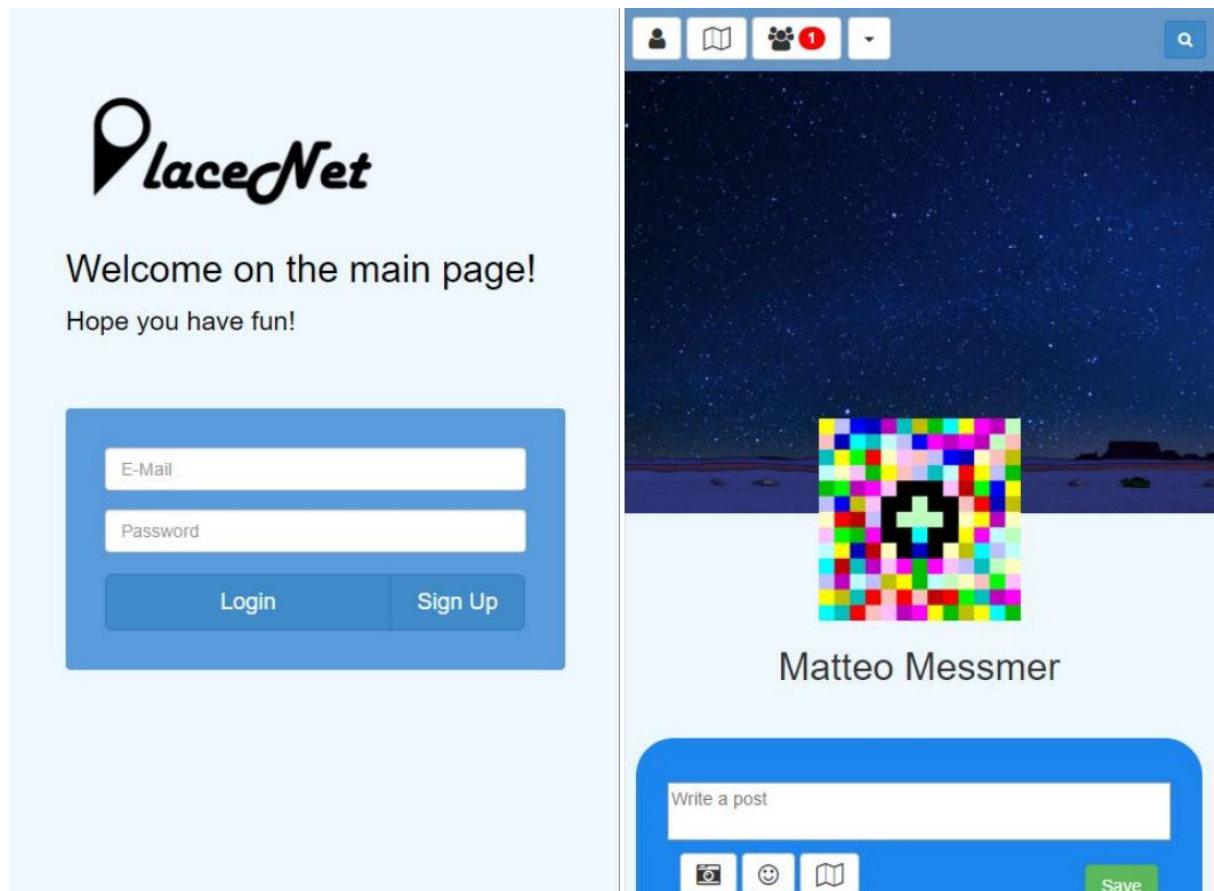 PlaceNet
Welcome on the main page!
Hope you have fun!
E-Mail
Password
Login Sign Up
1
Matteo Messmer
Write a post
Save